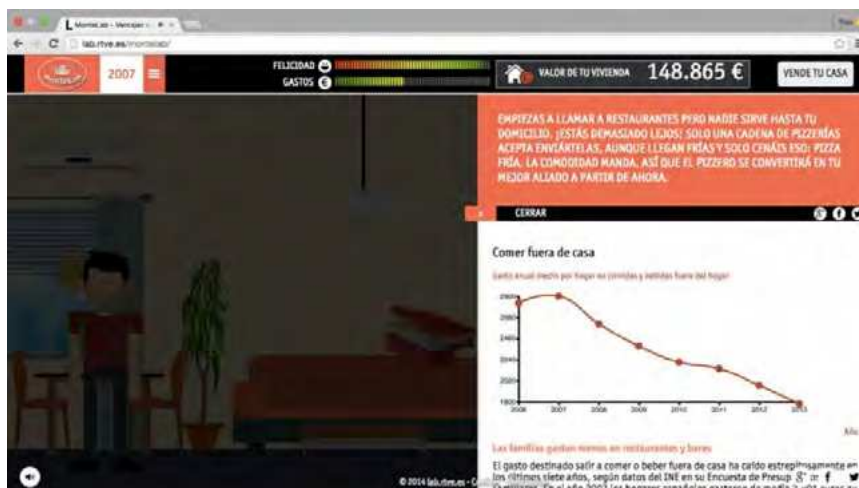 MonteLab - Ventajas
lab.rtve.es/montelab/
2007
FELICIDAD
GASTOS
VALOR DE TU VIVIENDA 148.865 €
VENDE TU CASA
EMPIEZAS A LLAMAR A RESTAURANTES PERO NADIE SIRVE HASTA TU
DOMICILIO. ¡ESTÁS DEMASIADO LEJOS! SOLO UNA CADENA DE PIZZERÍAS
ACEPTA ENVIÁRTELAS, AUNQUE LLEGAN FRÍAS Y SOLO CENÁIS ESO: PIZZA
FRÍA. LA COMODIDAD MANDA, ASÍ QUE EL PIZZERO SE CONVERTIRÁ EN TU
MEJOR ALIADO A PARTIR DE AHORA.
x CERRAR
Comer fuera de casa
Gasto anual medio por hogar en comidas y bebidas fuera del hogar
2006 2007 2008 2009 2010 2011 2012 2013
Año
Las familias gastan menos en restaurantes y bares
El gasto destinado salir a comer o beber fuera de casa ha caído estrepitosamente en
los últimos siete años, según datos del INE en su Encuesta de Presup
© 2014 lab.rtve.es